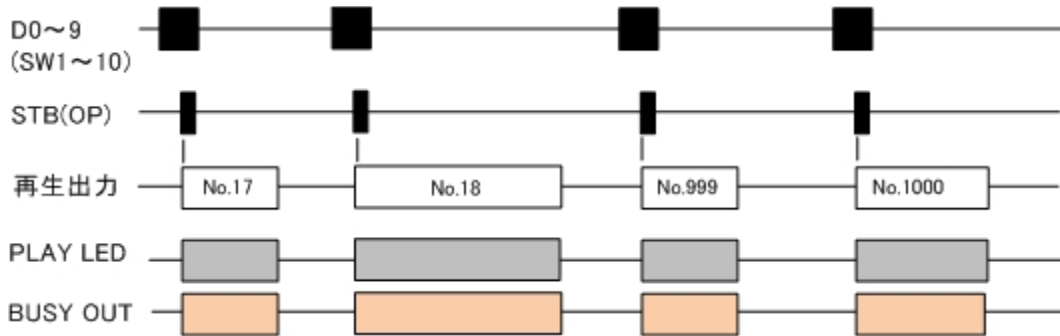 D0～9
(SW1～10)
STB(OP)
再生出力
No.17
No.18
No.999
No.1000
PLAY LED
BUSY OUT